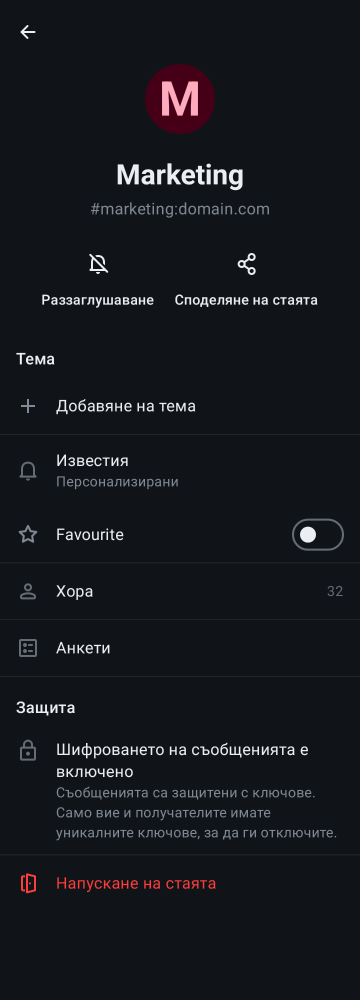 M
Marketing
#marketing:domain.com
Раззаглушаване
Споделяне на стаята
Тема
Добавяне на тема
Известия
Персонализирани
Favourite
Хора
32
Анкети
Защита
Шифроването на съобщенията е
включено
Съобщенията са защитени с ключове.
Само вие и получателите имате
уникалните ключове, за да ги отключите.
Напускане на стаята